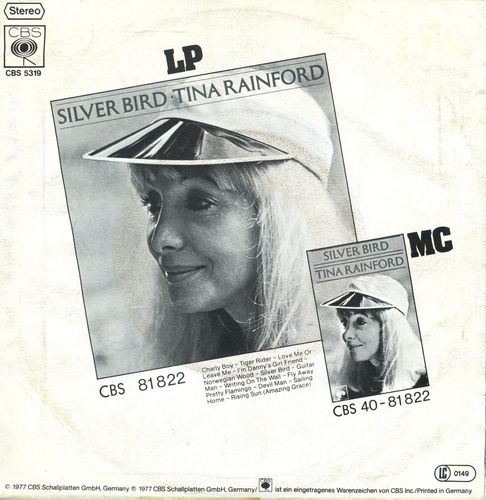 Stereo
CBS
CBS 5319
LP
SILVER BIRD · TINA RAINFORD
MC
SILVER BIRD
TINA RAINFORD
Charly Boy – Tiger Rider – Love Me Or
Leave Me – I'm Danny's Girl Friend –
Norwegian Wood – Silver Bird – Guitar
Man – Writing On The Wall – Fly Away
Pretty Flamingo – Devil Man – Sailing
Home – Rising Sun (Amazing Grace)
CBS 81822
CBS 40-81822
LC 0149
© 1977 CBS Schallplatten GmbH, Germany ℗ 1977 CBS Schallplatten GmbH, Germany/ CBS ist ein eingetragenes Warenzeichen von CBS Inc./Printed in Germany